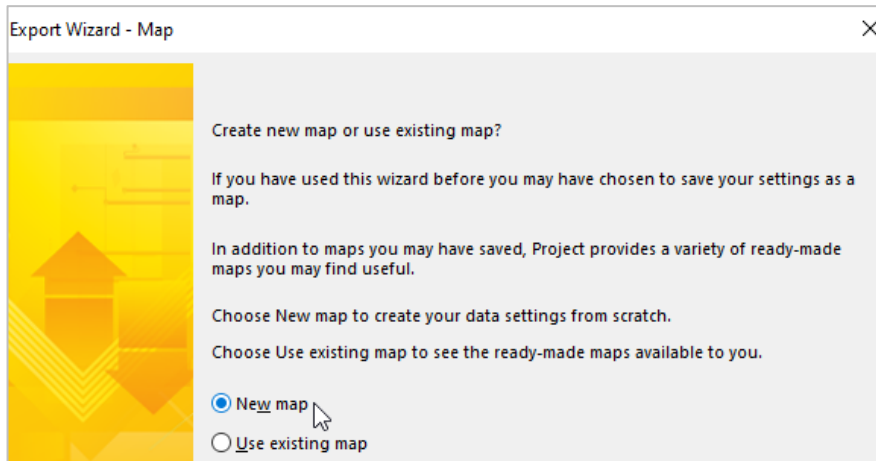 Export Wizard - Map
Create new map or use existing map?
If you have used this wizard before you may have chosen to save your settings as a
map.
In addition to maps you may have saved, Project provides a variety of ready-made
maps you may find useful.
Choose New map to create your data settings from scratch.
Choose Use existing map to see the ready-made maps available to you.
New map
Use existing map